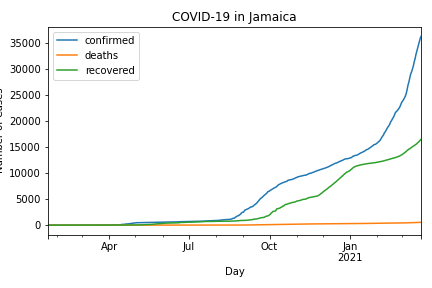 COVID-19 in Jamaica
confirmed
deaths
recovered
35000
30000
25000
20000
15000
10000
5000
0
Apr
Jul
Oct
Jan
2021
Day